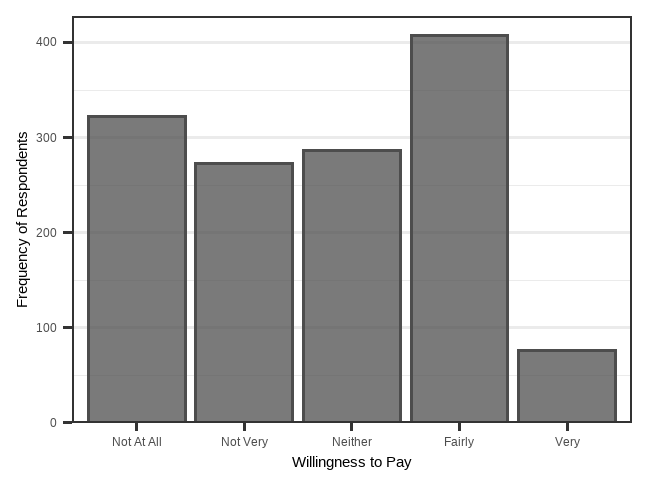 Frequency of Respondents
400
300
200
100
0
Not At All Not Very Neither Fairly Very
Willingness to Pay